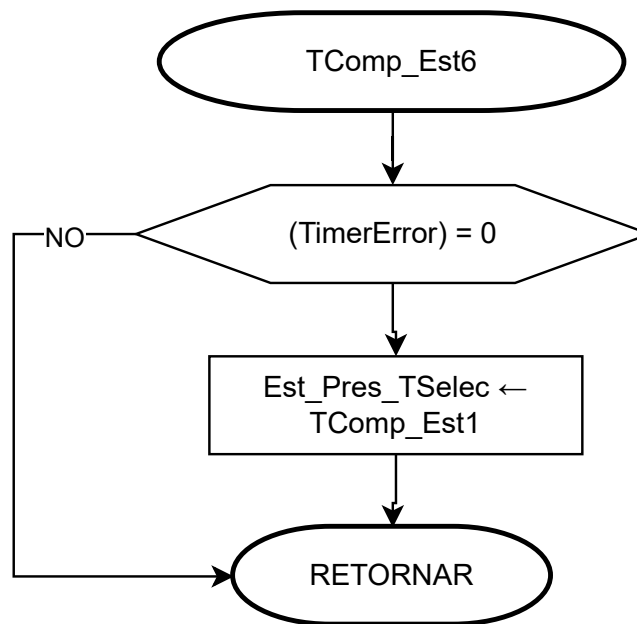 TComp_Est6
(TimerError) = 0
NO
Est_Pres_TSelec ←
TComp_Est1
RETORNAR